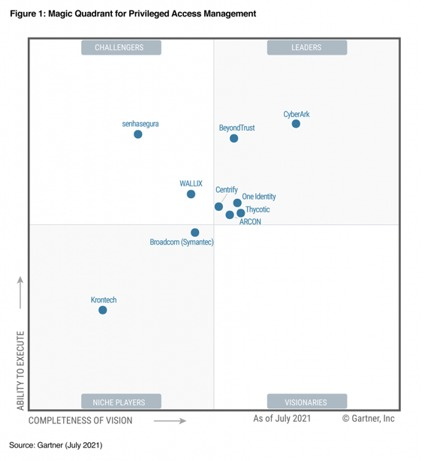 Figure 1: Magic Quadrant for Privileged Access Management
CHALLENGERS
LEADERS
senhasegura
CyberArk
BeyondTrust
WALLIX
Centrify
One Identity
Thycotic
ARCON
Broadcom (Symantec)
Krontech
ABILITY TO EXECUTE
NICHE PLAYERS
VISIONARIES
COMPLETENESS OF VISION
As of July 2021
© Gartner, Inc
Source: Gartner (July 2021)